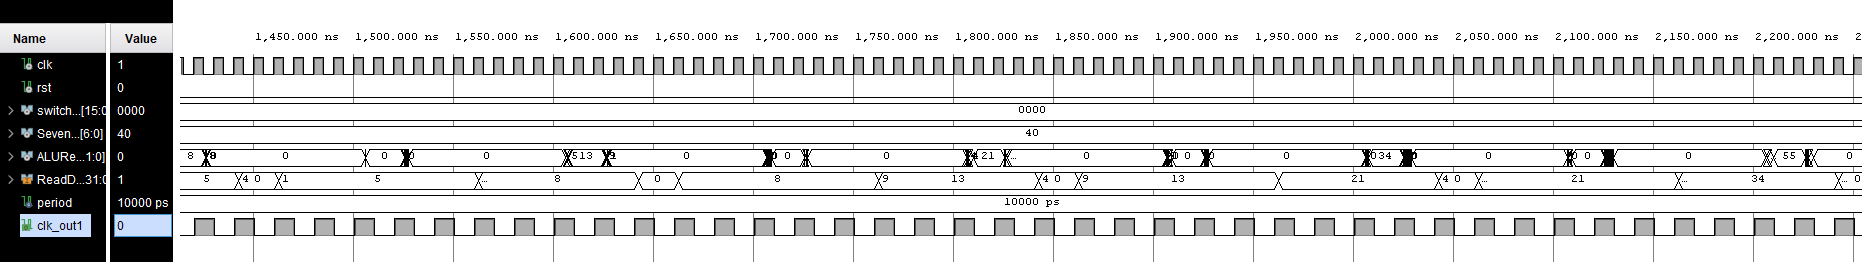 Name Value
1,450.000 ns 1,500.000 ns 1,550.000 ns 1,600.000 ns 1,650.000 ns 1,700.000 ns 1,750.000 ns 1,800.000 ns 1,850.000 ns 1,900.000 ns 1,950.000 ns 2,000.000 ns 2,050.000 ns 2,100.000 ns 2,150.000 ns 2,200.000 ns 2
clk 1
rst 0
switch...[15:0 0000 0000
Seven...[6:0] 40 40
ALURe...1:0] 0 8 0 0 0 513 0 0 0 21 ... 0 0 0 0 34 0 0 0 55 0
ReadD...31:0] 1 5 4 0 1 5 ... 8 0 8 9 13 4 0 9 13 21 4 0 ... 21 ... 34 ... 0
period 10000 ps 10000 ps
clk_out1 0